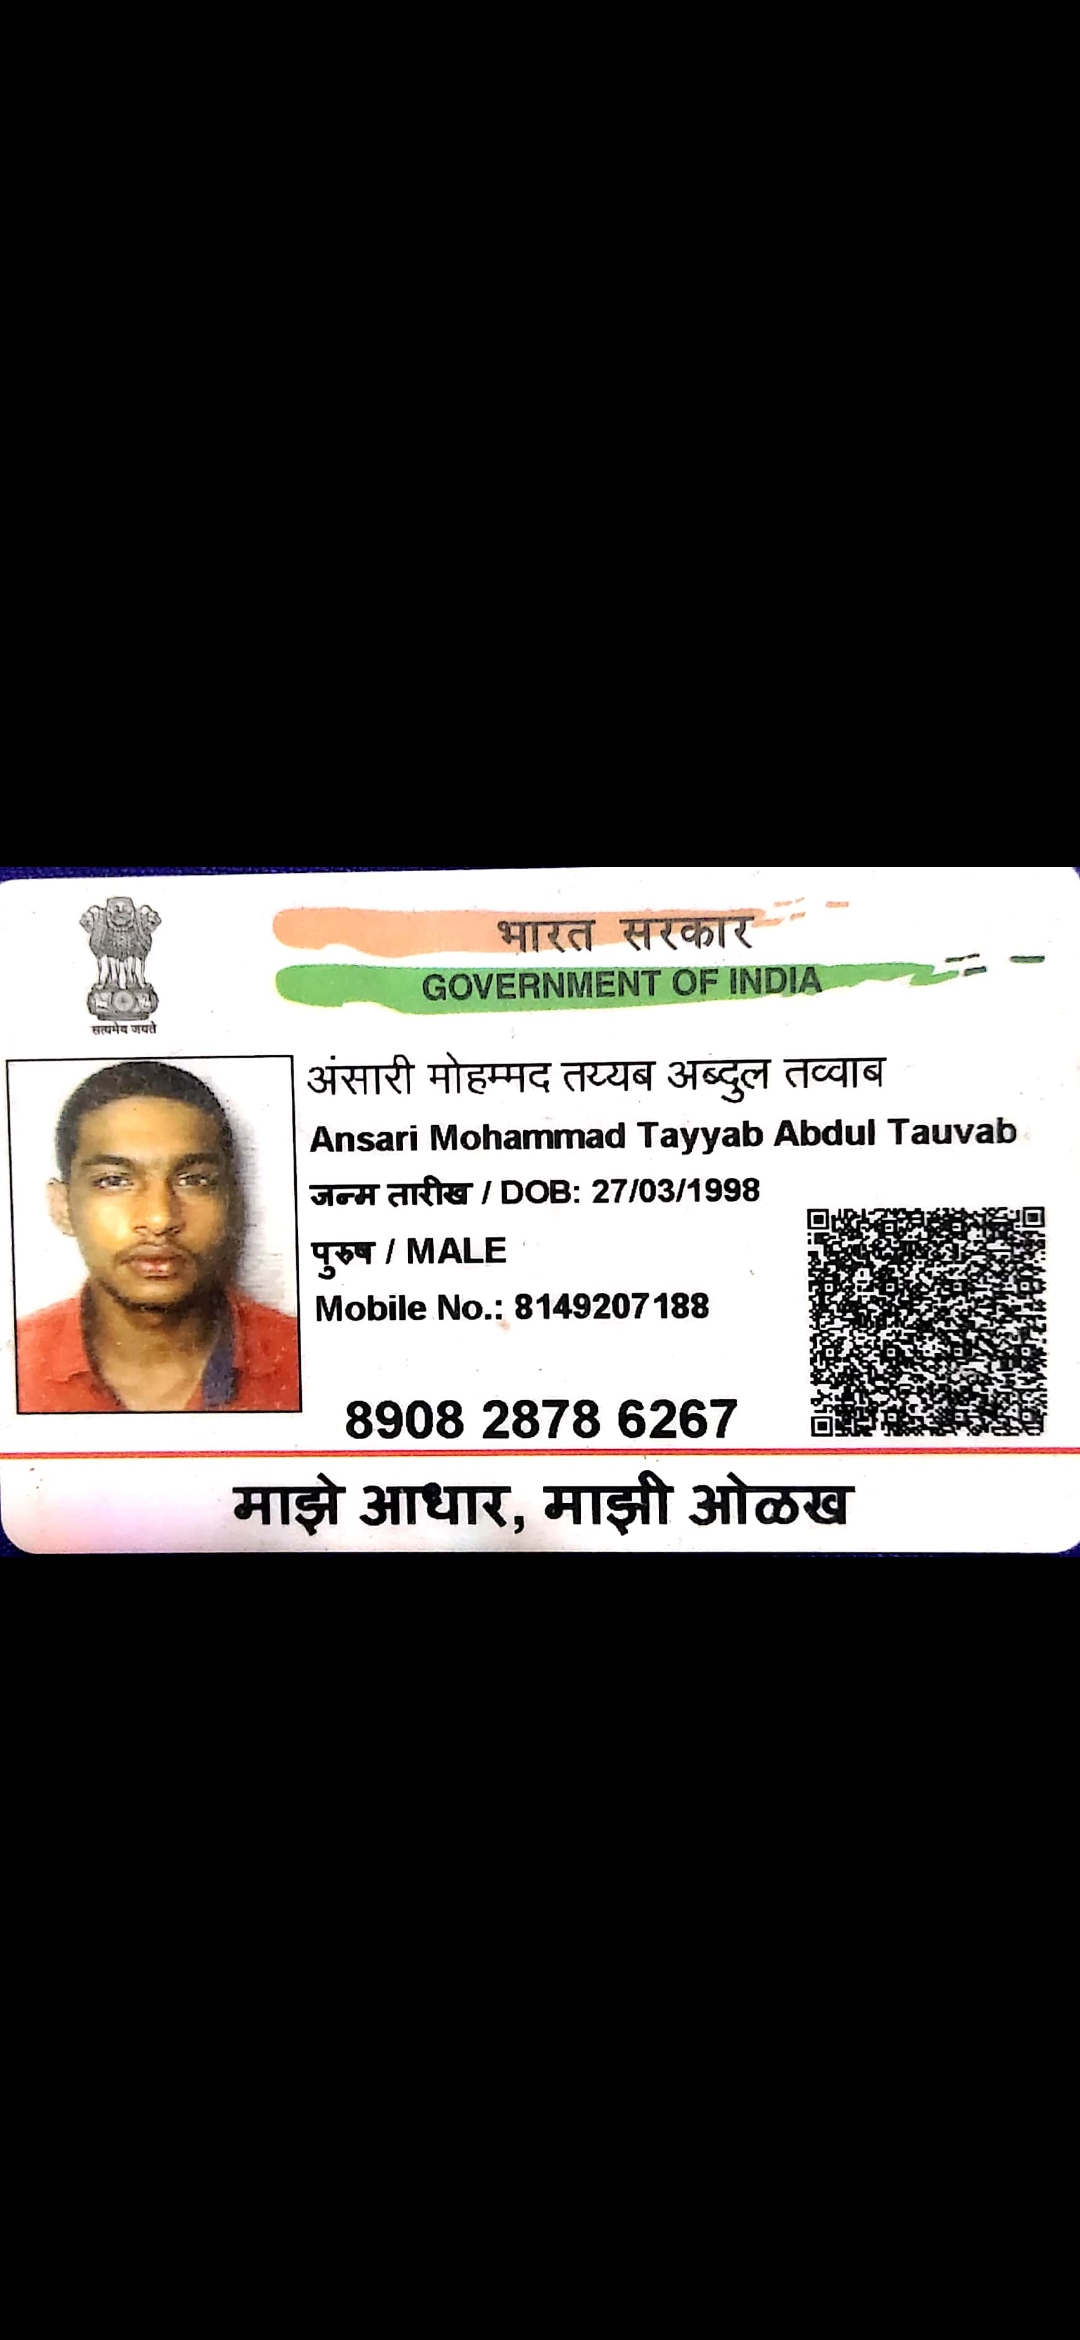 भारत सरकार
GOVERNMENT OF INDIA
सत्यमेव जयते
अंसारी मोहम्मद तय्यब अब्दुल तव्वाब
Ansari Mohammad Tayyab Abdul Tauvab
जन्म तारीख / DOB: 27/03/1998
पुरुष / MALE
Mobile No.: 8149207188
8908 2878 6267
माझे आधार, माझी ओळख